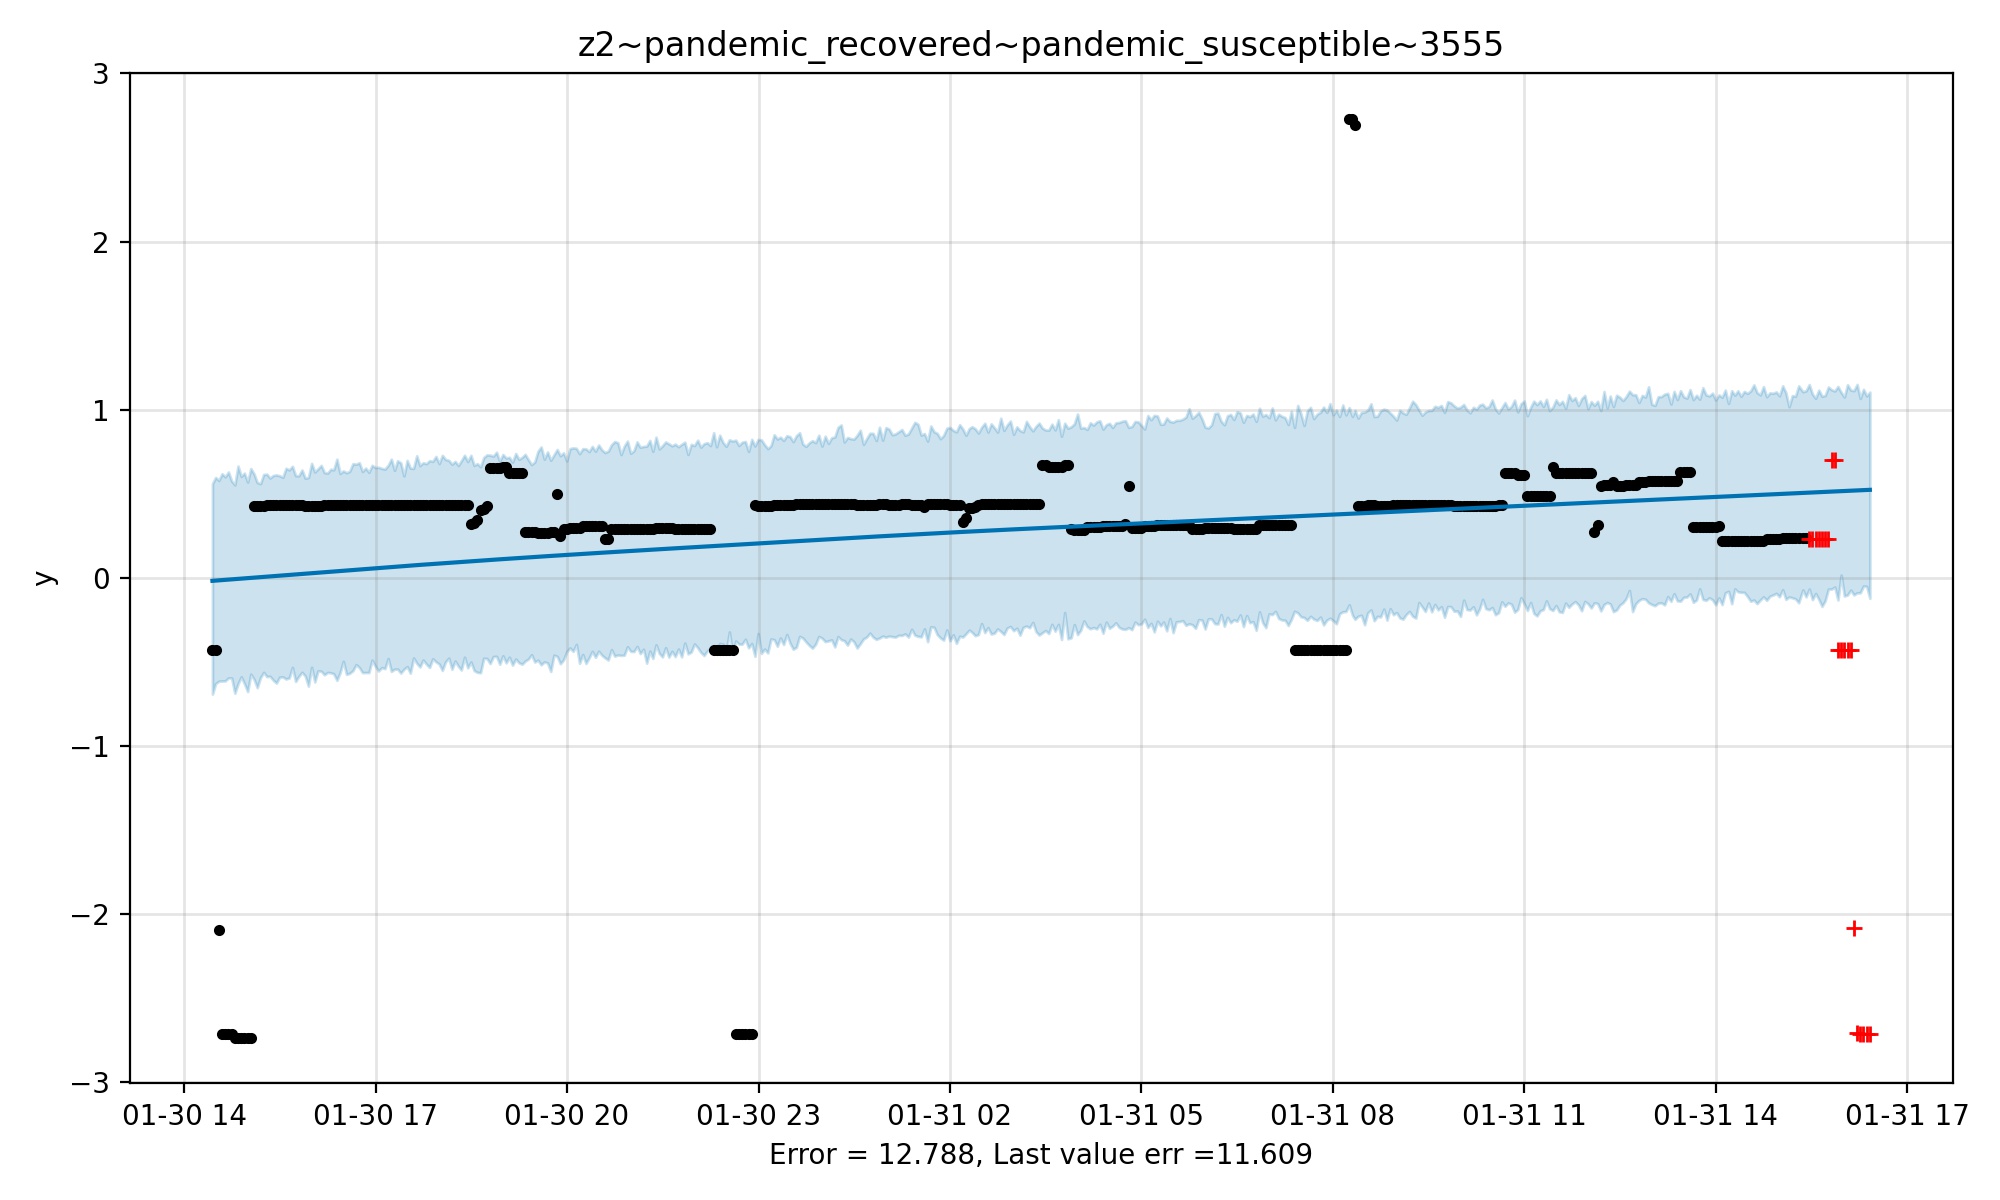 z2~pandemic_recovered~pandemic_susceptible~3555
3
2
1
0
−1
−2
−3
y
01-30 14 01-30 17 01-30 20 01-30 23 01-31 02 01-31 05 01-31 08 01-31 11 01-31 14 01-31 17
Error = 12.788, Last value err =11.609